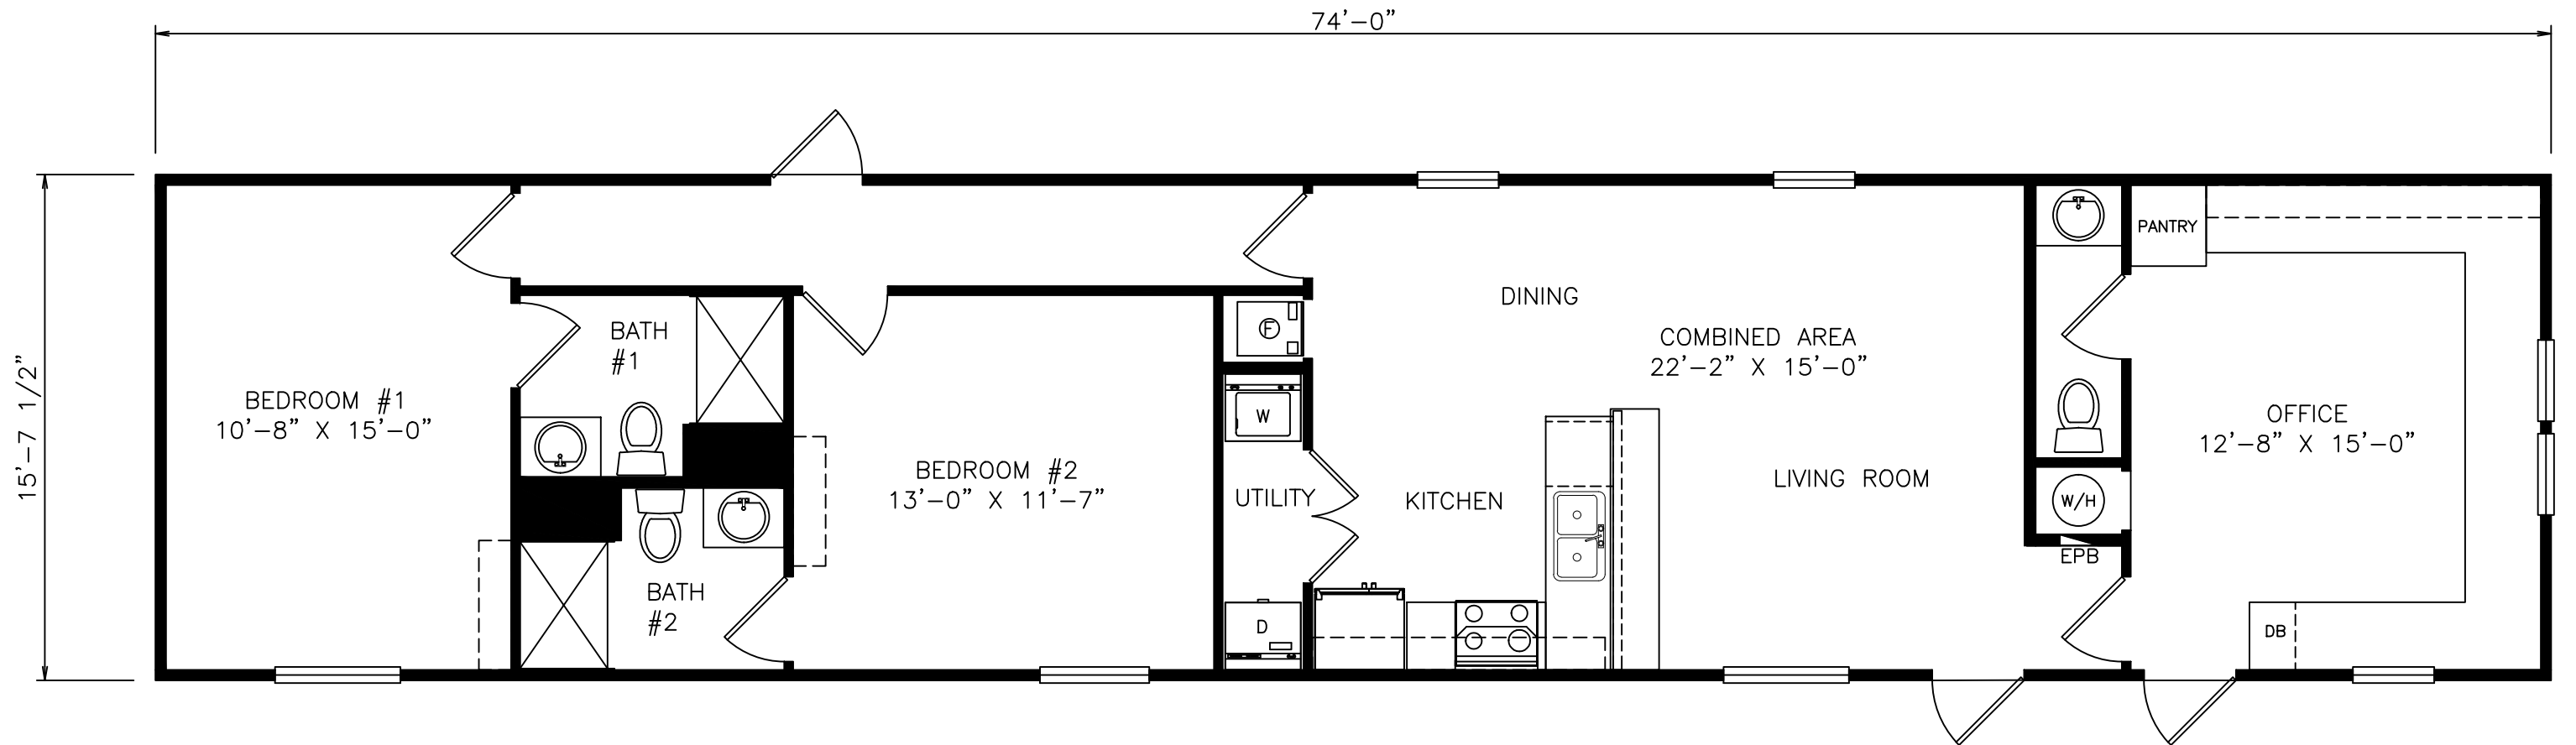 74'-0"
15'-7 1/2"
BEDROOM #1
10'-8" X 15'-0"
BATH
#1
BATH
#2
BEDROOM #2
13'-0" X 11'-7"
F
W
UTILITY
D
KITCHEN
DINING
COMBINED AREA
22'-2" X 15'-0"
LIVING ROOM
PANTRY
W/H
EPB
OFFICE
12'-8" X 15'-0"
DB